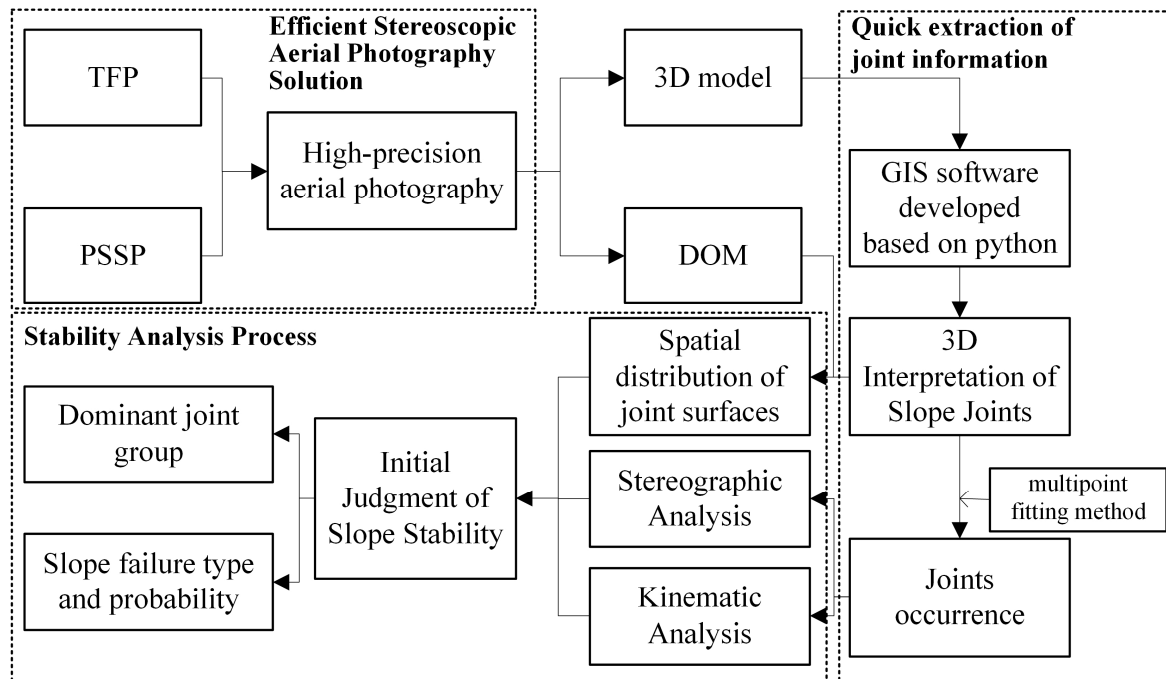 Efficient Stereoscopic
Aerial Photography
Solution
TFP
PSSP
High-precision
aerial photography
3D model
DOM
Quick extraction of
joint information
GIS software
developed
based on python
3D
Interpretation of
Slope Joints
multipoint
fitting method
Joints
occurrence
Stability Analysis Process
Spatial
distribution of
joint surfaces
Stereographic
Analysis
Kinematic
Analysis
Initial
Judgment of
Slope Stability
Dominant joint
group
Slope failure type
and probability